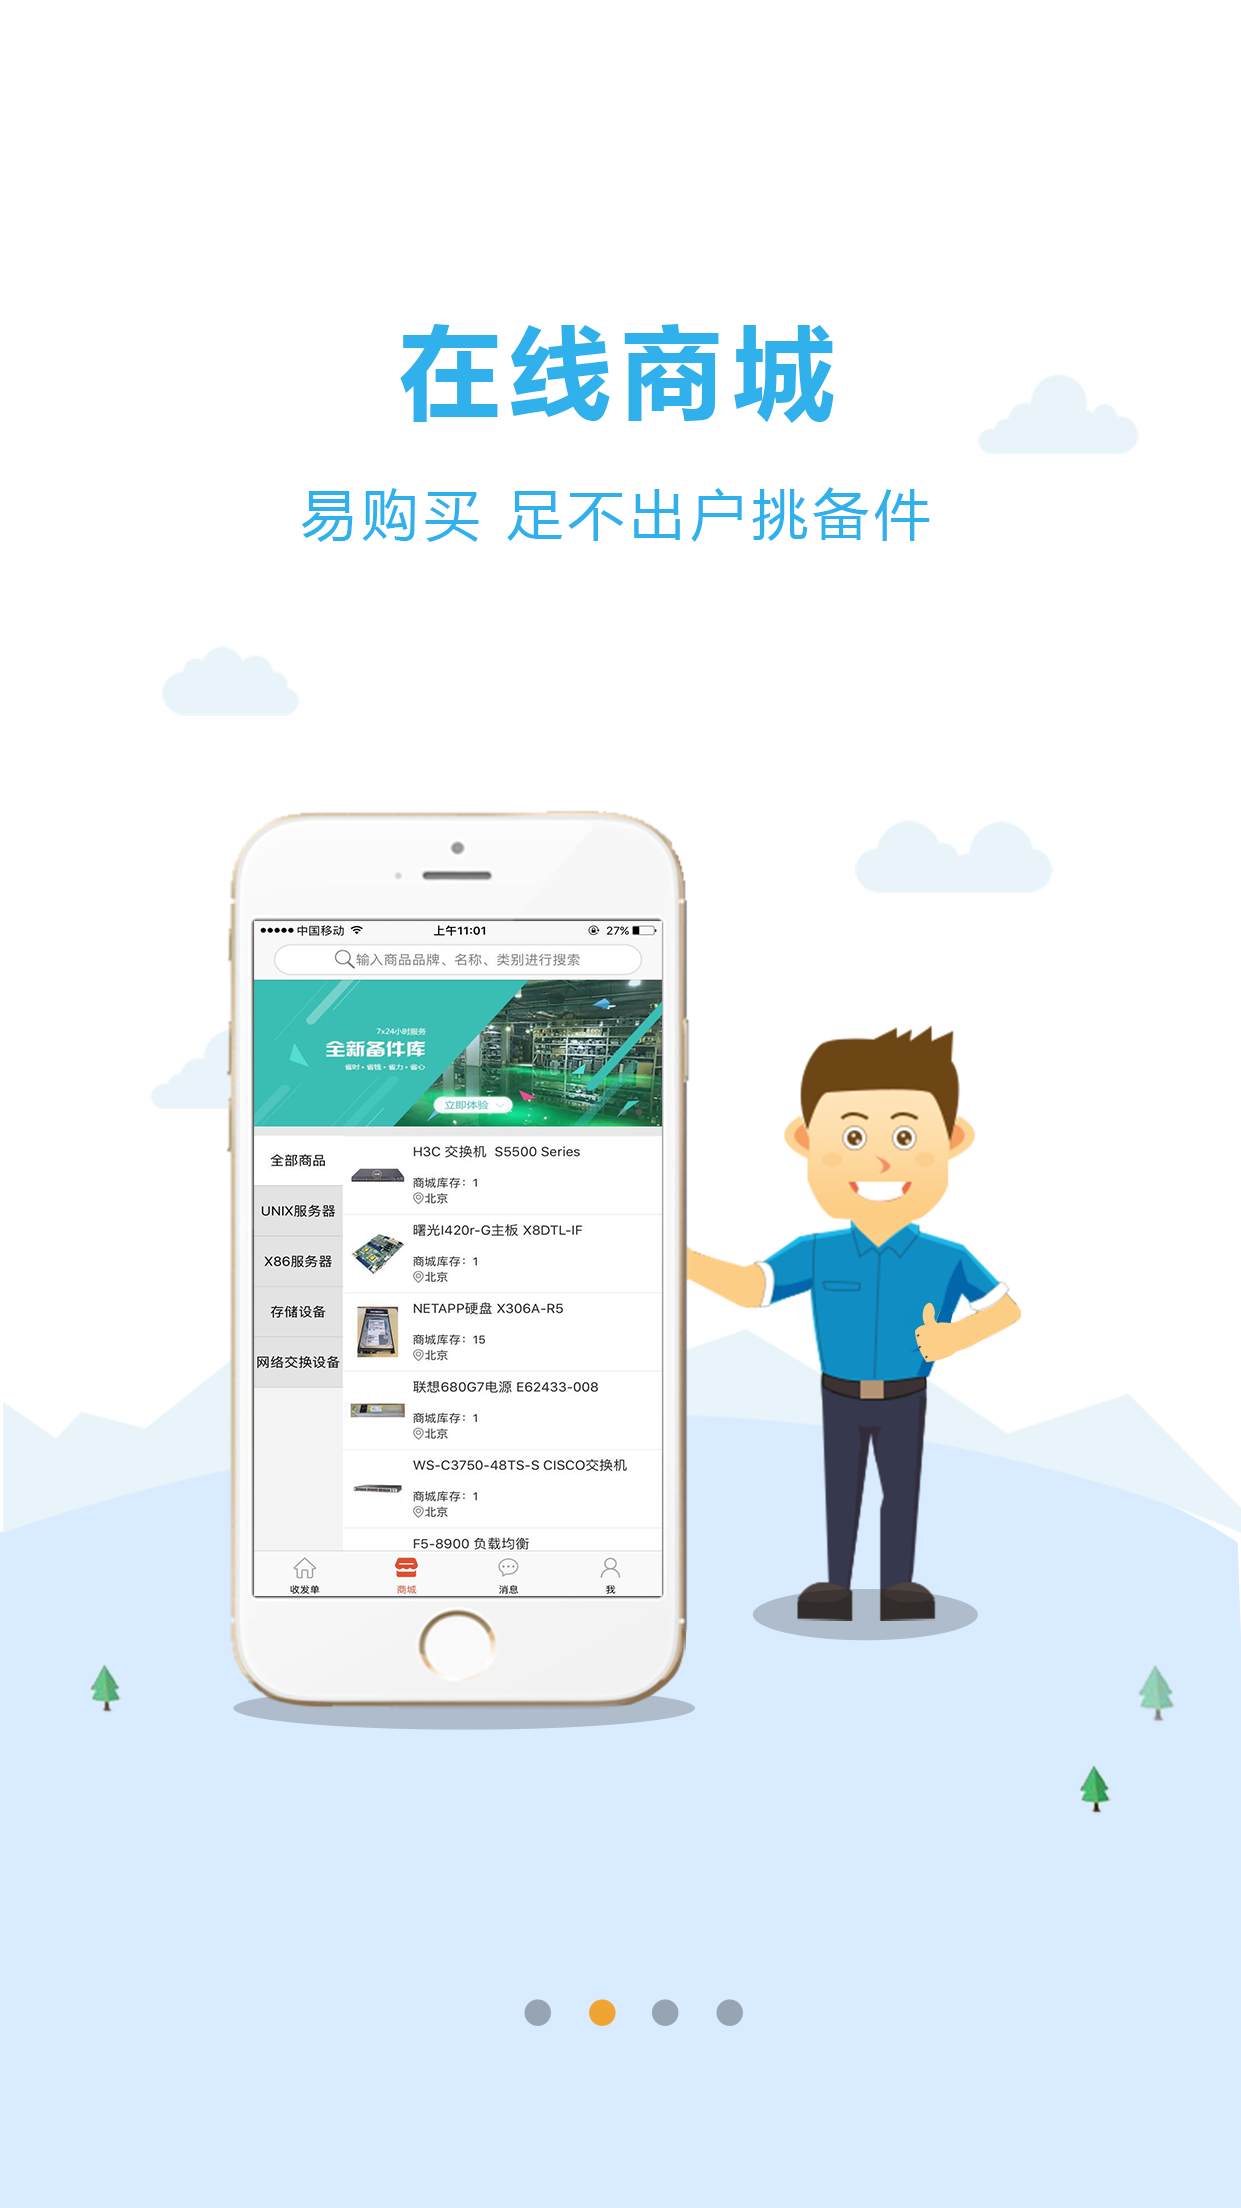 在线商城
易购买 足不出户挑备件
中国移动 上午11:01 27%
输入商品品牌、名称、类别进行搜索
7x24小时服务
全新备件库
省时·省钱·省力·省心
立即体验
全部商品
UNIX服务器
X86服务器
存储设备
网络交换设备
H3C 交换机 S5500 Series
商城库存：1
北京
曙光I420r-G主板 X8DTL-IF
商城库存：1
北京
NETAPP硬盘 X306A-R5
商城库存：15
北京
联想680G7电源 E62433-008
商城库存：1
北京
WS-C3750-48TS-S CISCO交换机
商城库存：1
北京
F5-8900 负载均衡
收发单 商城 消息 我